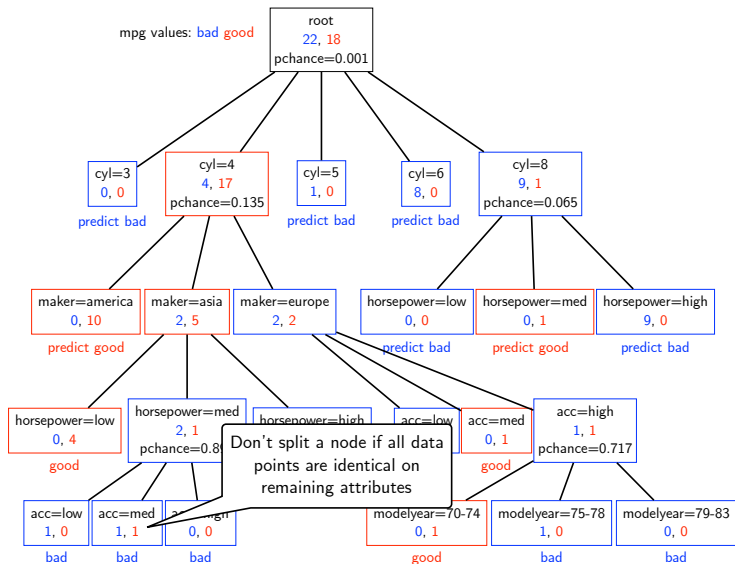 mpg values: bad good
root
22, 18
pchance=0.001
cyl=3
0, 0
predict bad
cyl=4
4, 17
pchance=0.135
cyl=5
1, 0
predict bad
cyl=6
8, 0
predict bad
cyl=8
9, 1
pchance=0.065
maker=america
0, 10
predict good
maker=asia
2, 5
maker=europe
2, 2
horsepower=low
0, 0
predict bad
horsepower=med
0, 1
predict good
horsepower=high
9, 0
predict bad
horsepower=low
0, 4
good
horsepower=med
2, 1
pchance=0.89
horsepower=high
acc=low
acc=med
0, 1
good
acc=high
1, 1
pchance=0.717
Don't split a node if all data
points are identical on
remaining attributes
acc=low
1, 0
bad
acc=med
1, 1
bad
0, 0
bad
modelyear=70-74
0, 1
good
modelyear=75-78
1, 0
bad
modelyear=79-83
0, 0
bad